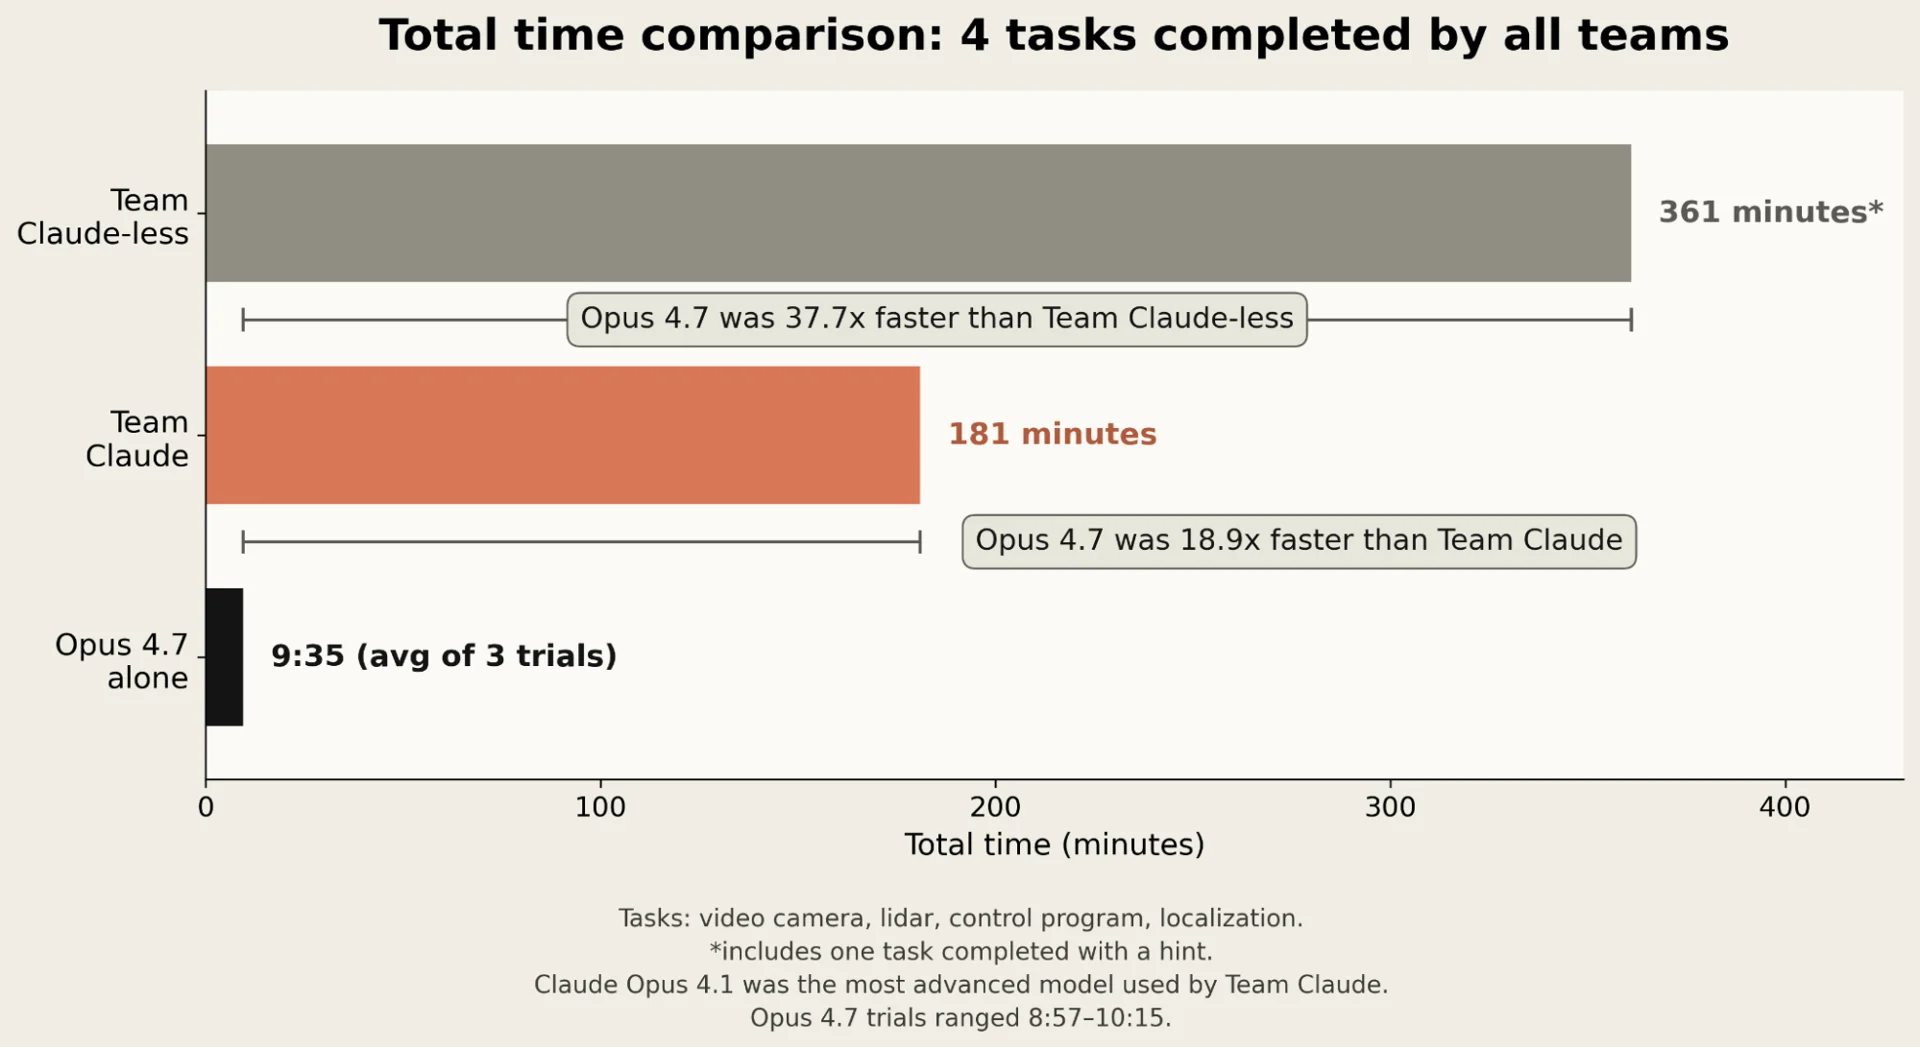 Total time comparison: 4 tasks completed by all teams
Team
Claude-less
361 minutes*
Opus 4.7 was 37.7x faster than Team Claude-less
Team
Claude
181 minutes
Opus 4.7 was 18.9x faster than Team Claude
Opus 4.7
alone
9:35 (avg of 3 trials)
0 100 200 300 400
Total time (minutes)
Tasks: video camera, lidar, control program, localization.
*includes one task completed with a hint.
Claude Opus 4.1 was the most advanced model used by Team Claude.
Opus 4.7 trials ranged 8:57–10:15.